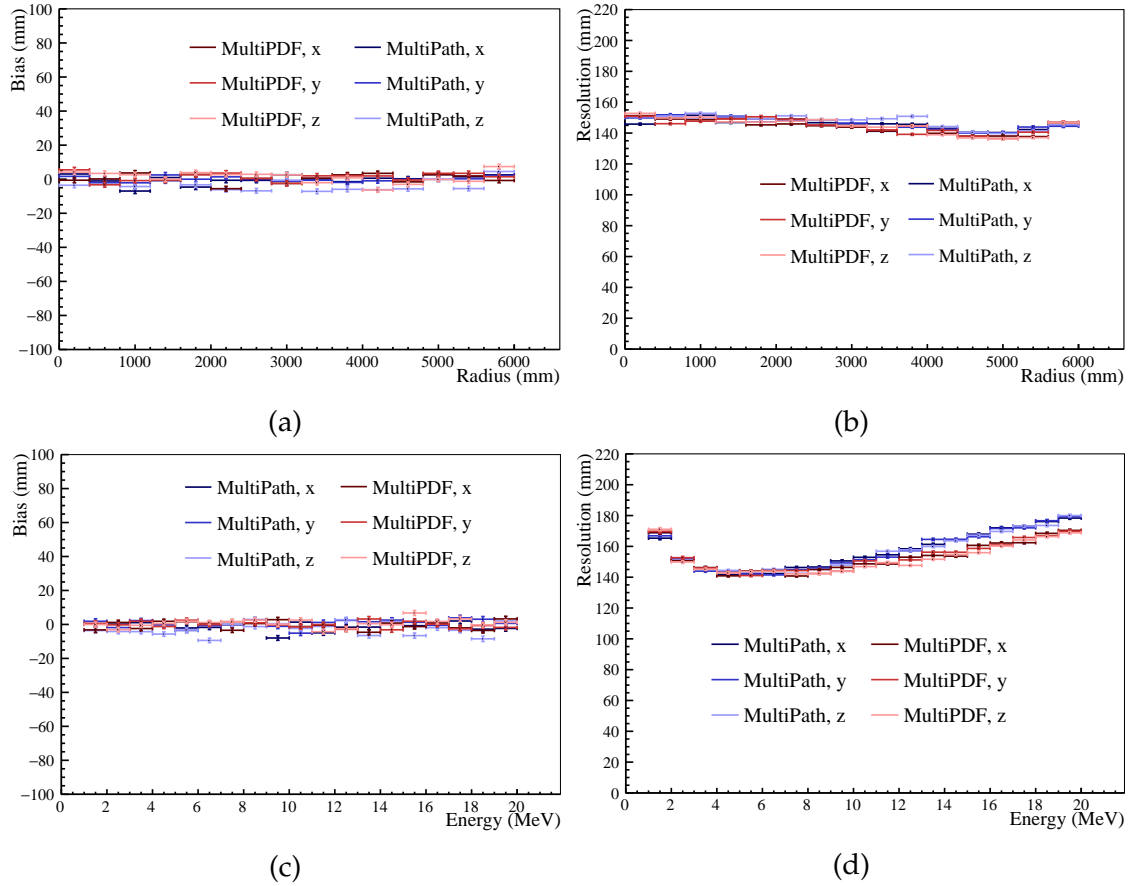 Bias (mm)
100
80
60
40
20
0
−20
−40
−60
−80
−100
MultiPDF, x
MultiPath, x
MultiPDF, y
MultiPath, y
MultiPDF, z
MultiPath, z
0 1000 2000 3000 4000 5000 6000
Radius (mm)
(a)
Resolution (mm)
220
200
180
160
140
120
100
80
60
40
20
0
MultiPDF, x
MultiPath, x
MultiPDF, y
MultiPath, y
MultiPDF, z
MultiPath, z
0 1000 2000 3000 4000 5000 6000
Radius (mm)
(b)
Bias (mm)
100
80
60
40
20
0
−20
−40
−60
−80
−100
MultiPath, x
MultiPDF, x
MultiPath, y
MultiPDF, y
MultiPath, z
MultiPDF, z
0 2 4 6 8 10 12 14 16 18 20
Energy (MeV)
(c)
Resolution (mm)
220
200
180
160
140
120
100
80
60
40
20
0
MultiPath, x
MultiPDF, x
MultiPath, y
MultiPDF, y
MultiPath, z
MultiPDF, z
0 2 4 6 8 10 12 14 16 18 20
Energy (MeV)
(d)